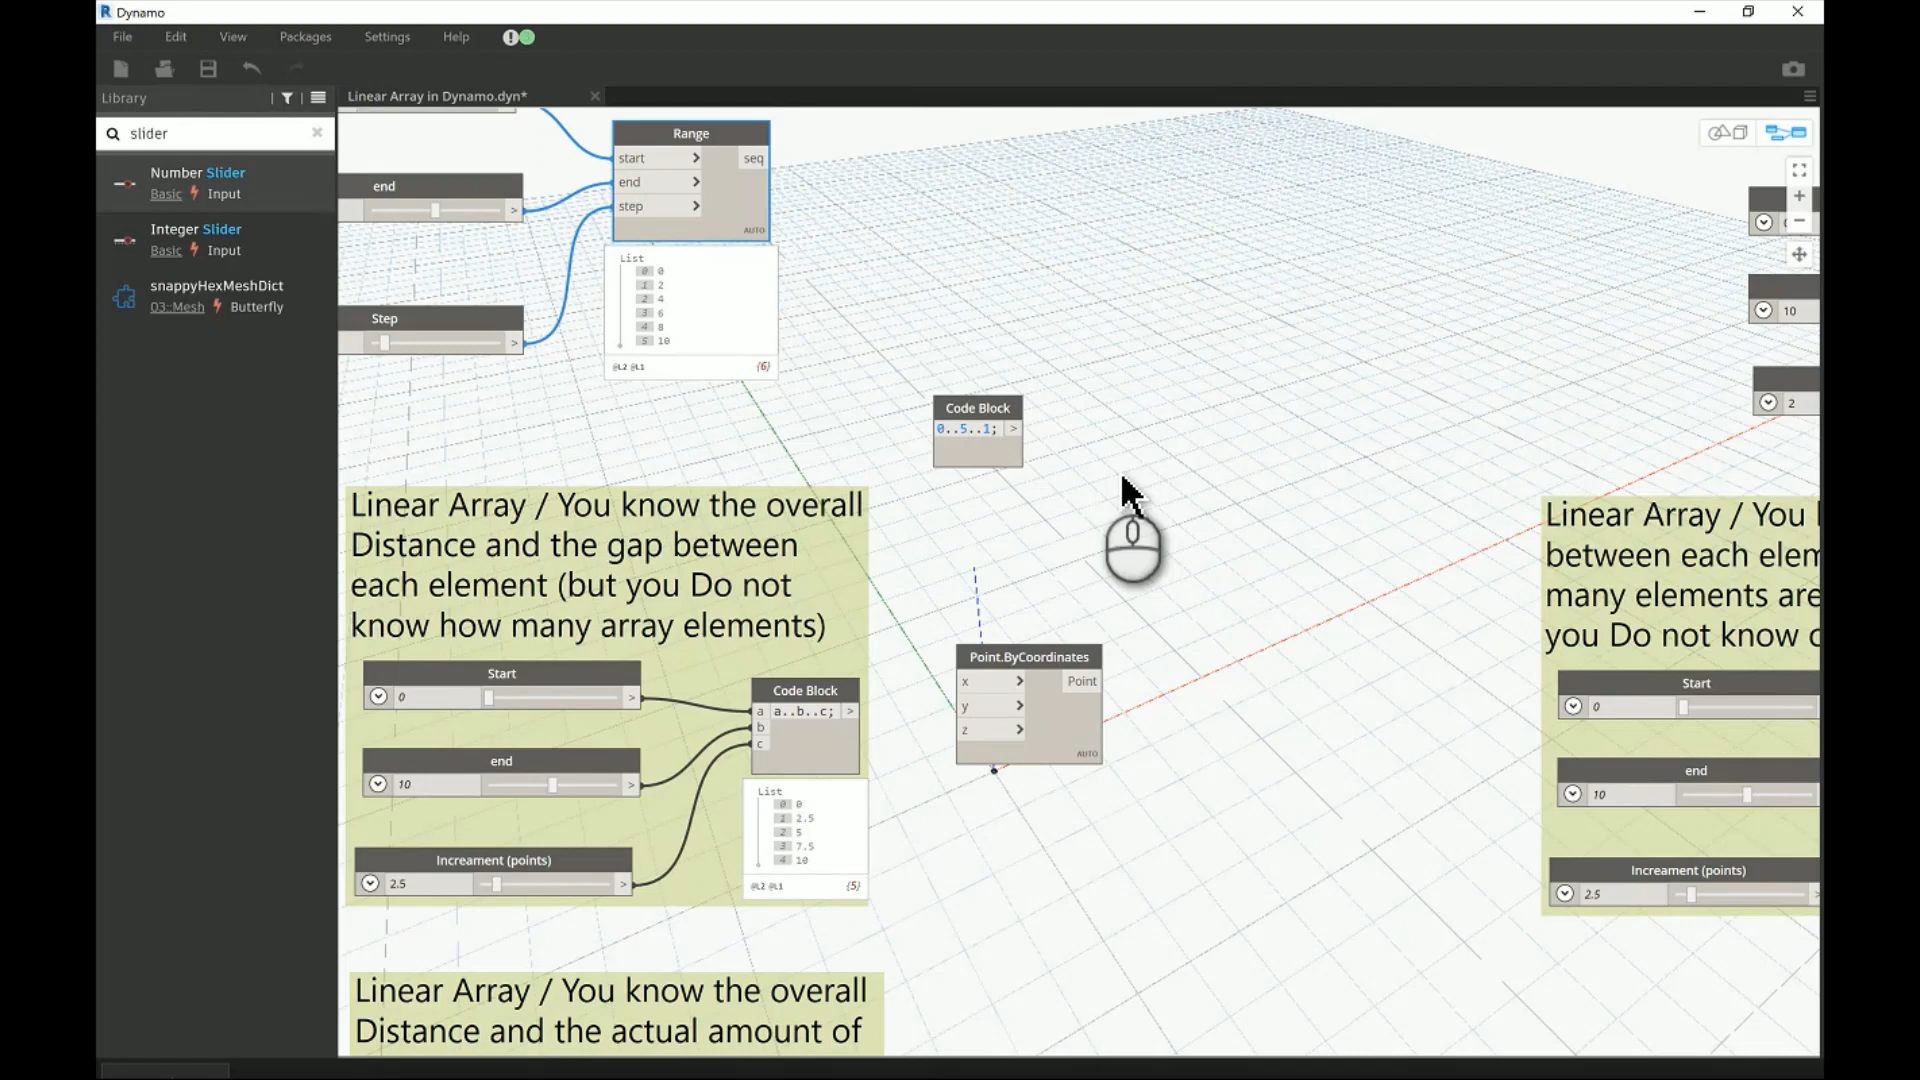 Dynamo
File Edit View Packages Settings Help
Library
Linear Array in Dynamo.dyn*
slider
Number Slider
Basic Input
Integer Slider
Basic Input
snappyHexMeshDict
03::Mesh Butterfly
Range
start > seq
end >
step >
AUTO
end
>
Step
>
List
0 0
1 2
2 4
3 6
4 8
5 10
@L2 @L1 {6}
Code Block
0..5..1; >
10
2
Linear Array / You know the overall
Distance and the gap between
each element (but you Do not
know how many array elements)
Start
0 >
end
10 >
Increament (points)
2.5 >
Code Block
a a..b..c; >
b
c
List
0 0
1 2.5
2 5
3 7.5
4 10
@L2 @L1 {5}
Point.ByCoordinates
x > Point
y >
z >
AUTO
Linear Array / You
between each elem
many elements are
you Do not know
Start
0
end
10
Increament (points)
2.5
Linear Array / You know the overall
Distance and the actual amount of